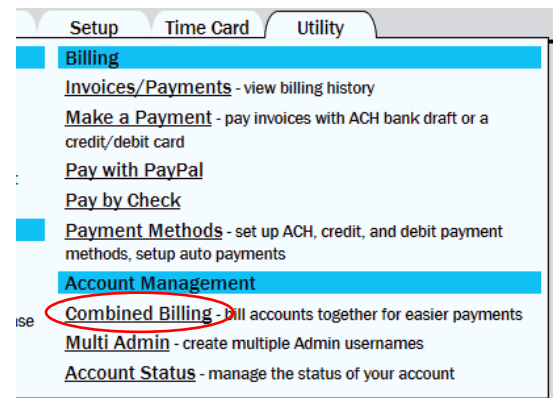 Setup Time Card Utility
Billing
Invoices/Payments - view billing history
Make a Payment - pay invoices with ACH bank draft or a
credit/debit card
Pay with PayPal
Pay by Check
Payment Methods - set up ACH, credit, and debit payment
methods, setup auto payments
Account Management
Combined Billing - bill accounts together for easier payments
Multi Admin - create multiple Admin usernames
Account Status - manage the status of your account